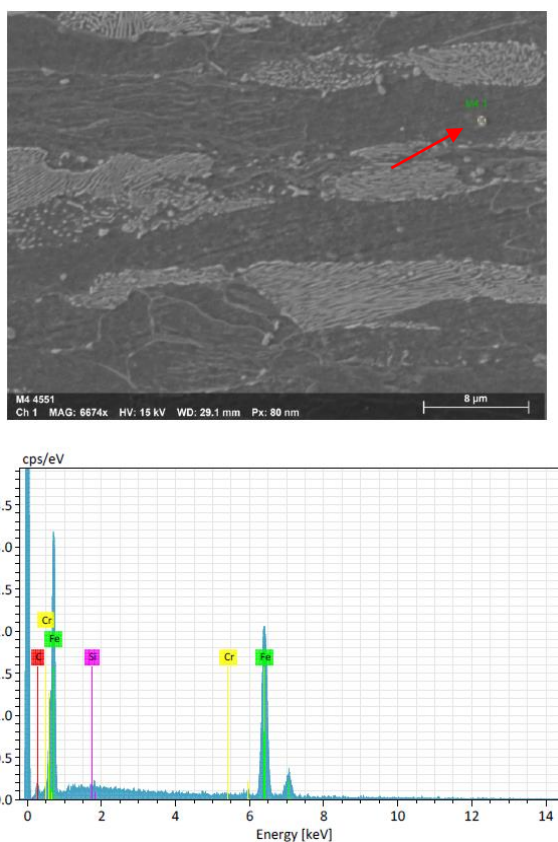 M4 4551
Ch 1 MAG: 6674x HV: 15 kV WD: 29.1 mm Px: 80 nm
8 µm
cps/eV
Cr
Fe
Si
Cr
Fe
0 2 4 6 8 10 12 14
Energy [keV]